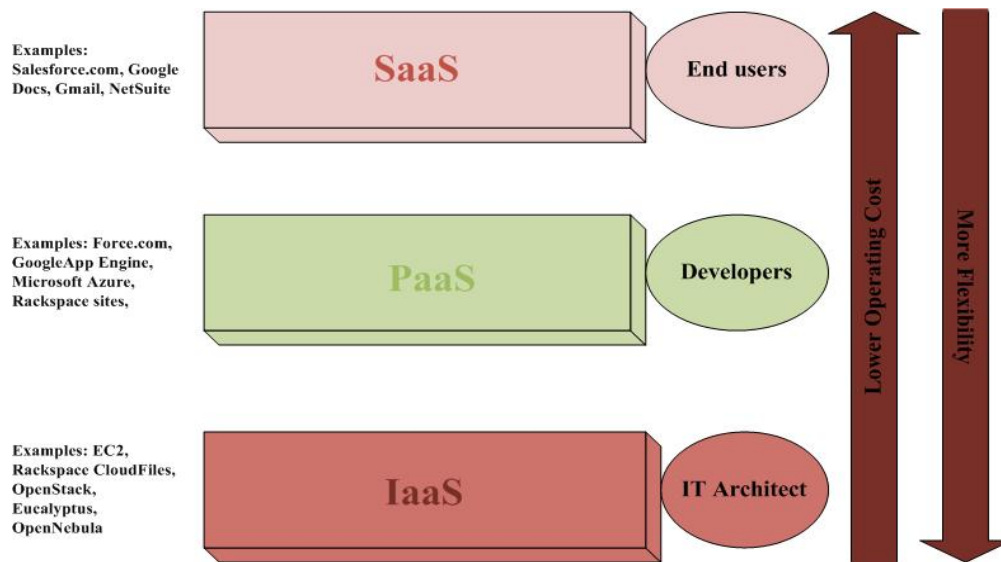 Examples:
Salesforce.com, Google
Docs, Gmail, NetSuite
SaaS
End users
Examples: Force.com,
GoogleApp Engine,
Microsoft Azure,
Rackspace sites,
PaaS
Developers
Examples: EC2,
Rackspace CloudFiles,
OpenStack,
Eucalyptus,
OpenNebula
IaaS
IT Architect
Lower Operating Cost
More Flexibility